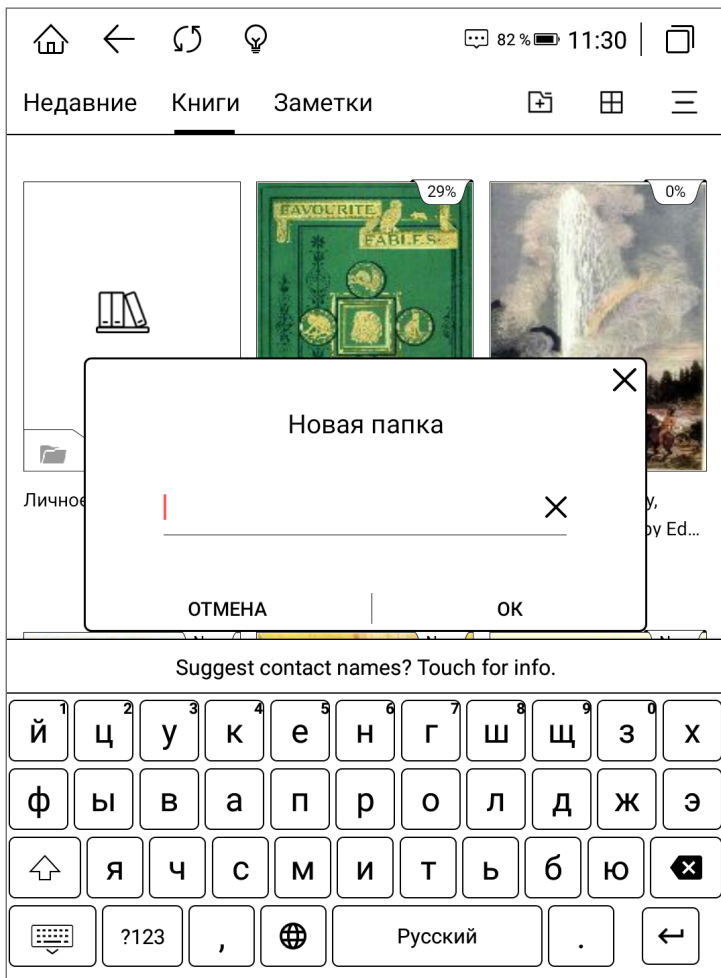 82 % 11:30
Недавние Книги Заметки
29%
0%
FAVOURITE
FABLES
Новая папка
Личное
у,
by Ed...
ОТМЕНА ОК
Suggest contact names? Touch for info.
1 2 3 4 5 6 7 8 9 0
й ц у к е н г ш щ з х
ф ы в а п р о л д ж э
я ч с м и т ь б ю
?123 , Русский .